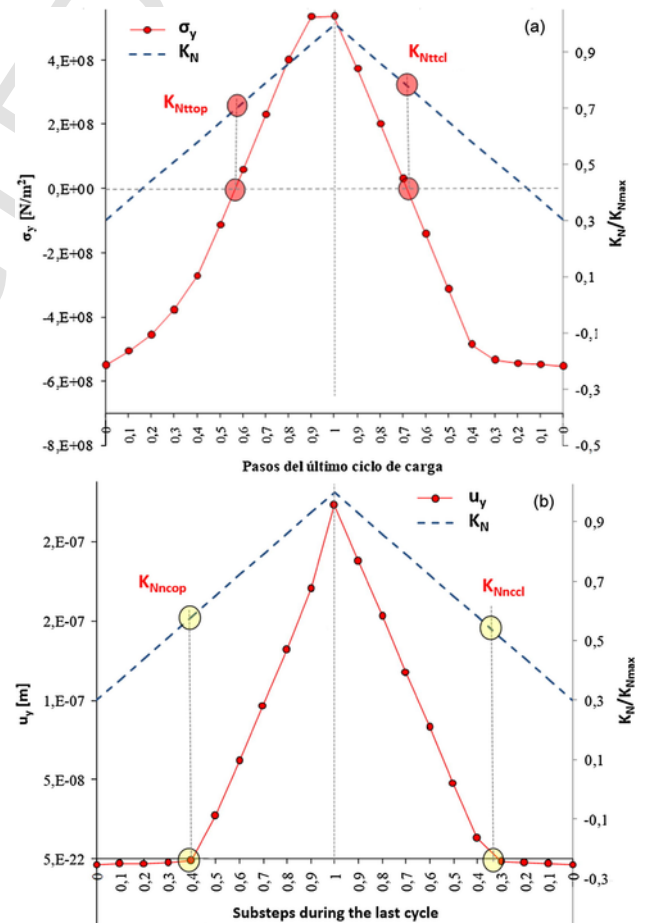 (a)
σy
KN
KNttop
KNttcl
4,E+08
2,E+08
0,E+00
-2,E+08
-4,E+08
-6,E+08
-8,E+08
σy [N/m²]
0,9
0,7
0,5
0,3
0,1
-0,1
-0,3
-0,5
KN/KNmax
0 0,1 0,2 0,3 0,4 0,5 0,6 0,7 0,8 0,9 1 0,9 0,8 0,7 0,6 0,5 0,4 0,3 0,2 0,1 0
Pasos del último ciclo de carga
(b)
uy
KN
KNncop
KNnccl
2,E-07
2,E-07
1,E-07
5,E-08
5,E-22
uy [m]
0,9
0,7
0,5
0,3
0,1
-0,1
-0,3
KN/KNmax
0 0,1 0,2 0,3 0,4 0,5 0,6 0,7 0,8 0,9 1 0,9 0,8 0,7 0,6 0,5 0,4 0,3 0,2 0,1 0
Substeps during the last cycle